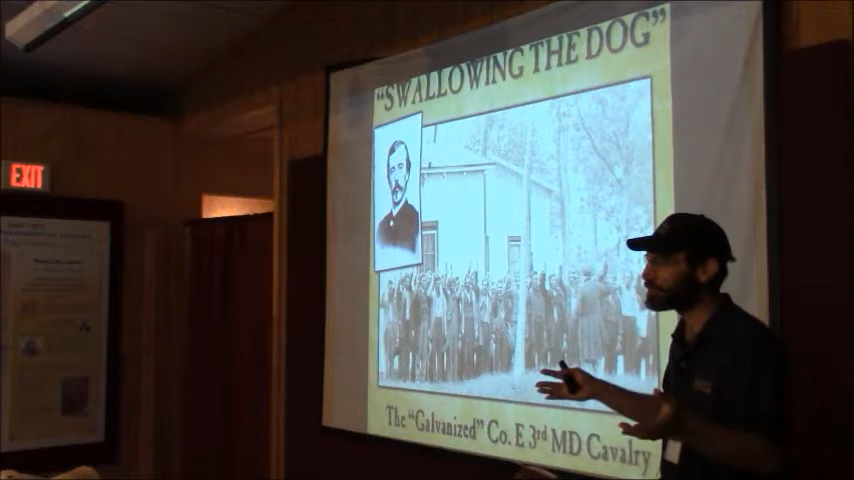 "SWALLOWING THE DOG"
EXIT
The "Galvanized" Co. E 3rd MD Cavalry